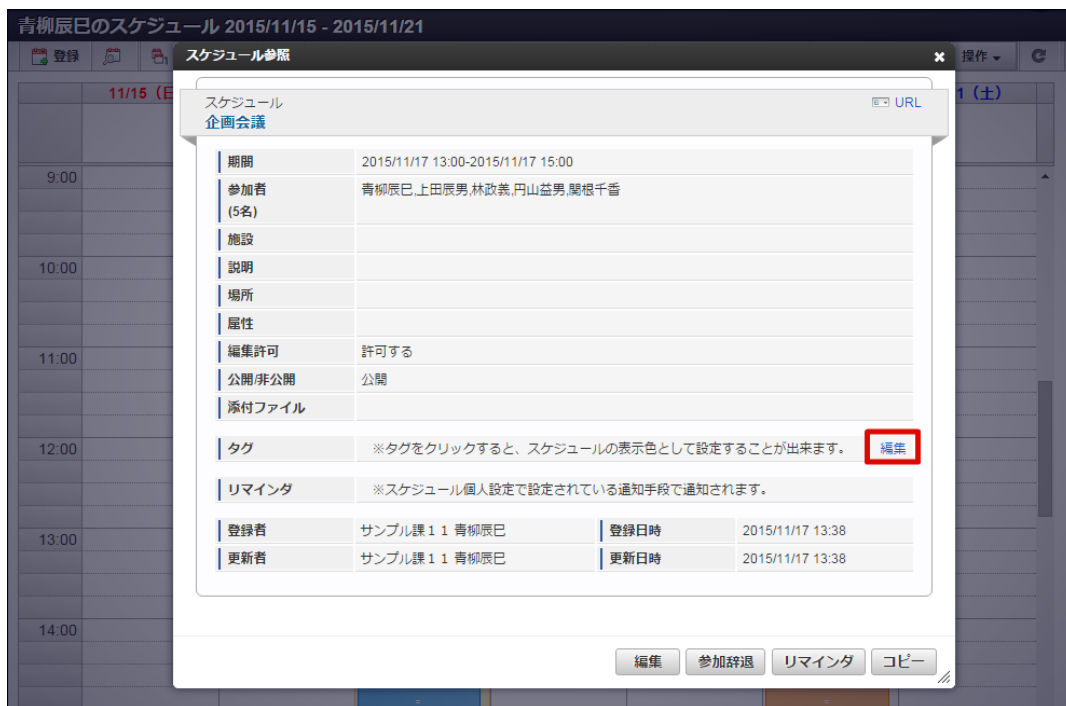 青柳辰巳のスケジュール 2015/11/15 - 2015/11/21
登録
スケジュール参照
操作
11/15（日
1（土）
スケジュール
URL
企画会議
期間 2015/11/17 13:00-2015/11/17 15:00
参加者 青柳辰巳,上田辰男,林政義,円山益男,関根千香
(5名)
施設
説明
場所
属性
編集許可 許可する
公開/非公開 公開
添付ファイル
タグ ※タグをクリックすると、スケジュールの表示色として設定することが出来ます。 編集
リマインダ ※スケジュール個人設定で設定されている通知手段で通知されます。
登録者 サンプル課１１ 青柳辰巳 登録日時 2015/11/17 13:38
更新者 サンプル課１１ 青柳辰巳 更新日時 2015/11/17 13:38
編集 参加辞退 リマインダ コピー
9:00
10:00
11:00
12:00
13:00
14:00